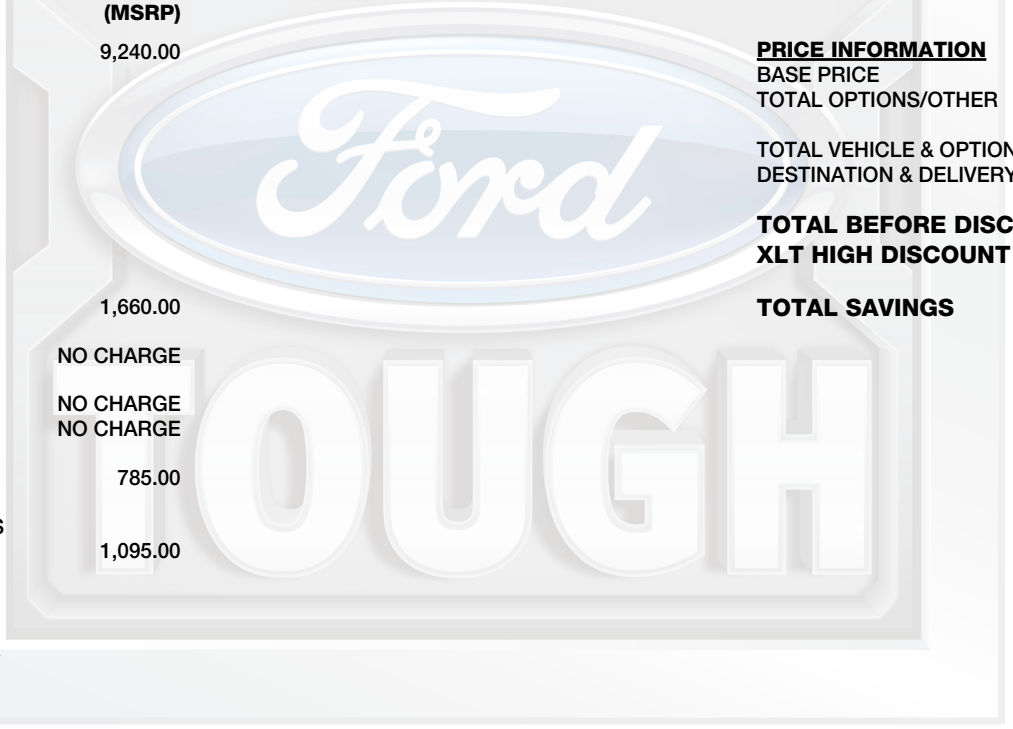 (MSRP)
9,240.00
1,660.00
NO CHARGE
NO CHARGE
NO CHARGE
785.00
S
1,095.00
PRICE INFORMATION
BASE PRICE
TOTAL OPTIONS/OTHER
TOTAL VEHICLE & OPTION
DESTINATION & DELIVERY
TOTAL BEFORE DISC
XLT HIGH DISCOUNT
TOTAL SAVINGS
Ford
TOUGH